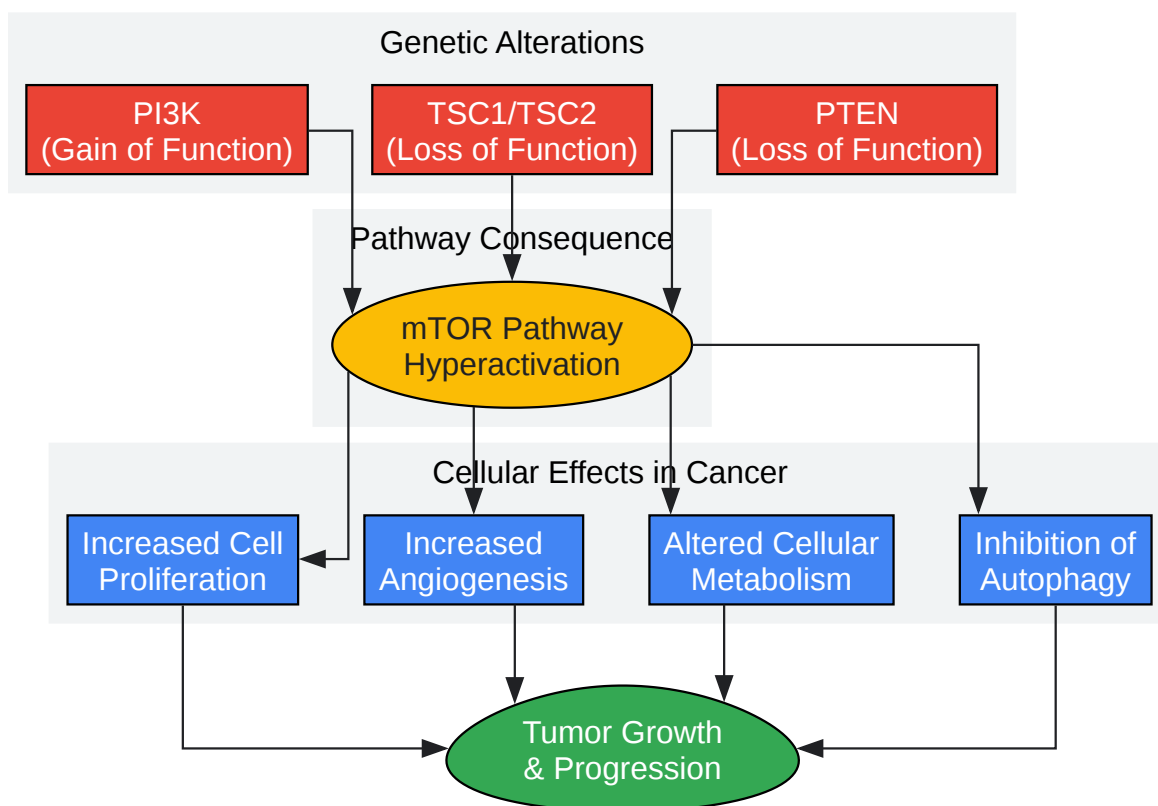 Genetic Alterations
PI3K
(Gain of Function)
TSC1/TSC2
(Loss of Function)
PTEN
(Loss of Function)
Pathway Consequence
mTOR Pathway
Hyperactivation
Cellular Effects in Cancer
Increased Cell
Proliferation
Increased
Angiogenesis
Altered Cellular
Metabolism
Inhibition of
Autophagy
Tumor Growth
& Progression